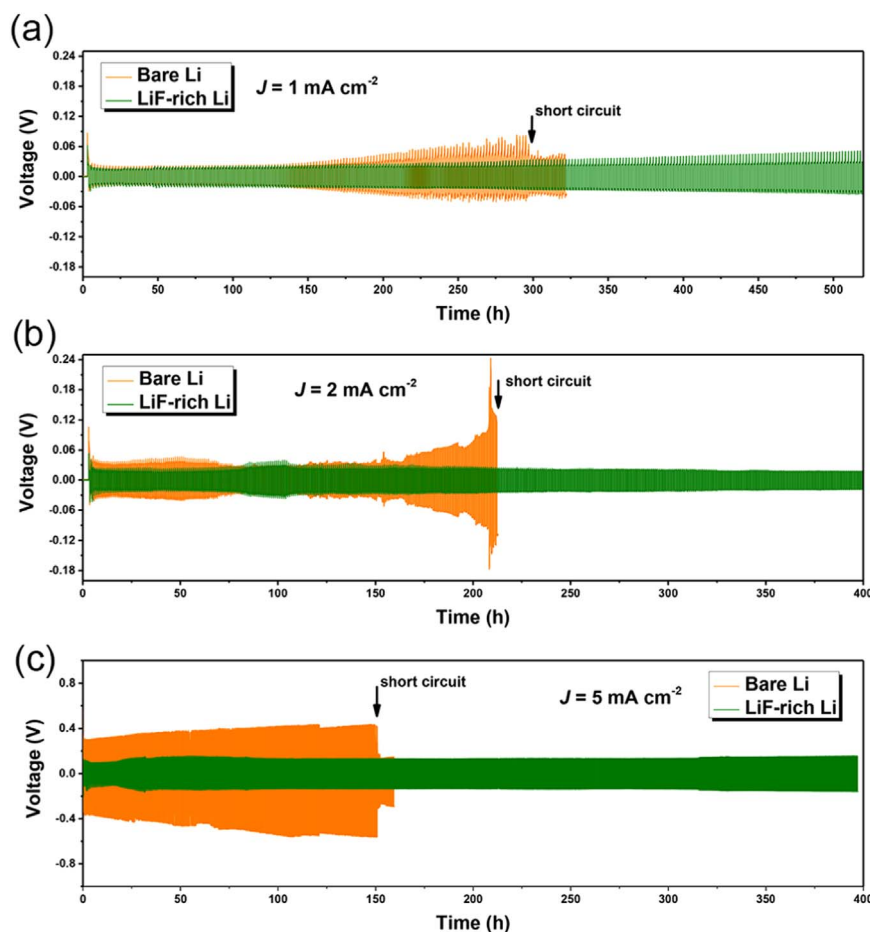 (a)
0.24
0.18
0.12
0.06
0.00
-0.06
-0.12
-0.18
Voltage (V)
Bare Li
LiF-rich Li
J = 1 mA cm-2
short circuit
0 50 100 150 200 250 300 350 400 450 500
Time (h)
(b)
0.24
0.18
0.12
0.06
0.00
-0.06
-0.12
-0.18
Voltage (V)
Bare Li
LiF-rich Li
J = 2 mA cm-2
short circuit
0 50 100 150 200 250 300 350 400
Time (h)
(c)
0.8
0.4
0.0
-0.4
-0.8
Voltage (V)
short circuit
J = 5 mA cm-2
Bare Li
LiF-rich Li
0 50 100 150 200 250 300 350 400
Time (h)